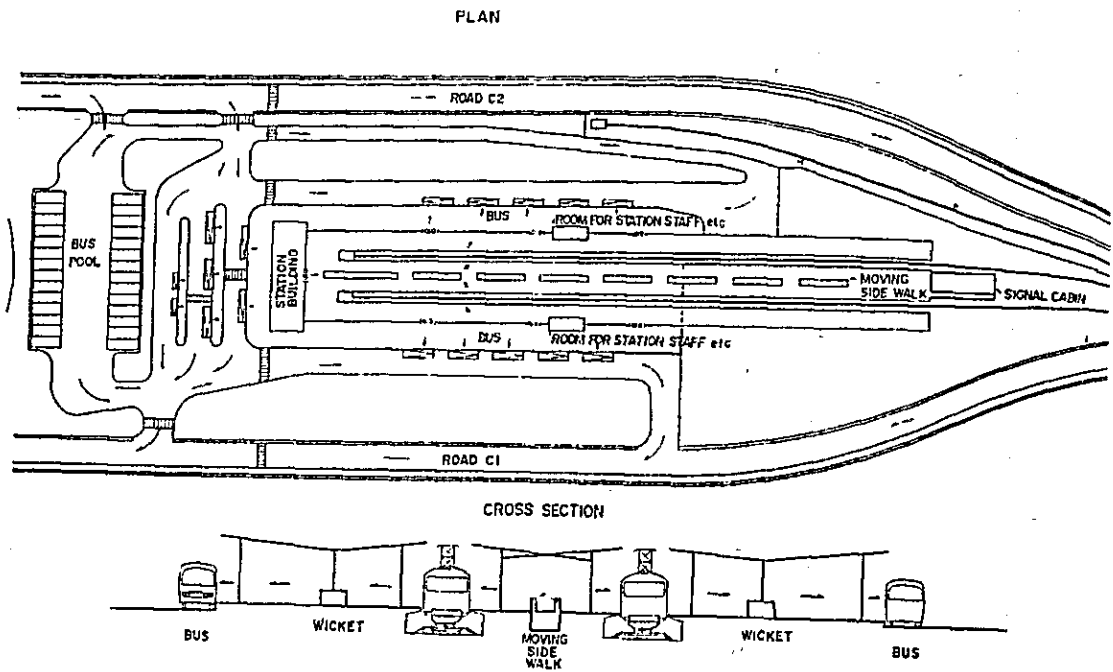 PLAN
ROAD C2
BUS
ROOM FOR STATION STAFF etc
BUS
POOL
STATION
BUILDING
MOVING
SIDE WALK
SIGNAL CABIN
BUS
ROOM FOR STATION STAFF etc
ROAD C1
CROSS SECTION
BUS
WICKET
MOVING
SIDE
WALK
WICKET
BUS